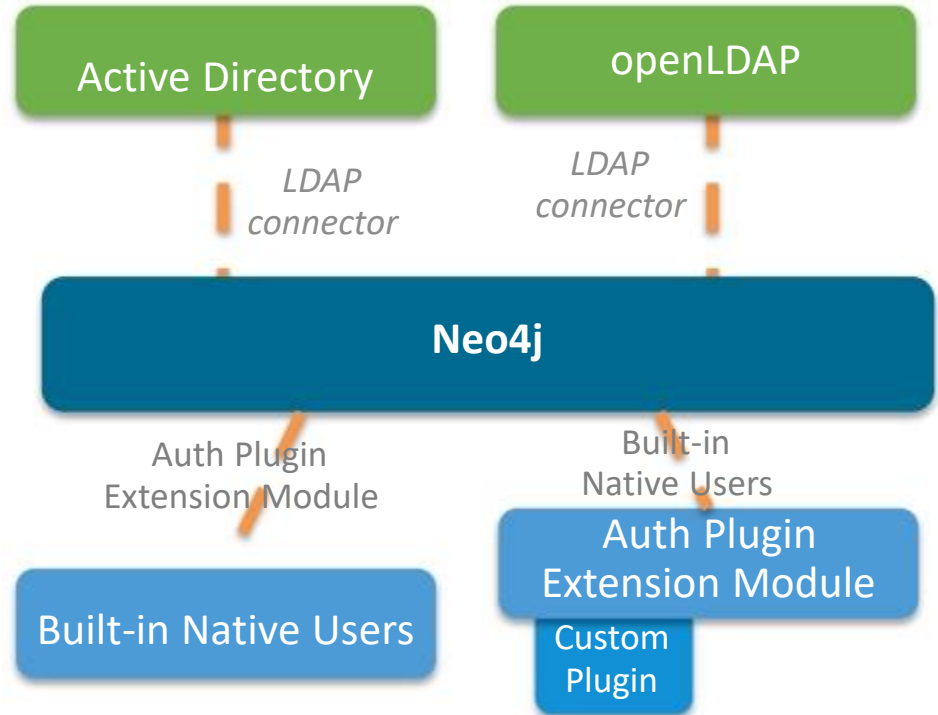 Active Directory
openLDAP
LDAP
connector
LDAP
connector
Neo4j
Auth Plugin
Extension Module
Built-in
Native Users
Built-in Native Users
Auth Plugin
Extension Module
Custom
Plugin